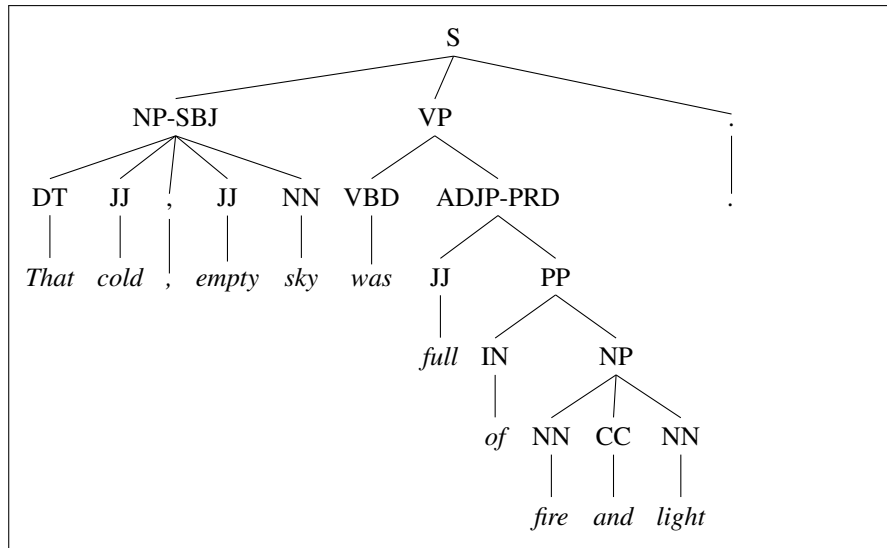 S
NP-SBJ VP .
DT JJ , JJ NN VBD ADJP-PRD .
That cold , empty sky was JJ PP
full IN NP
of NN CC NN
fire and light